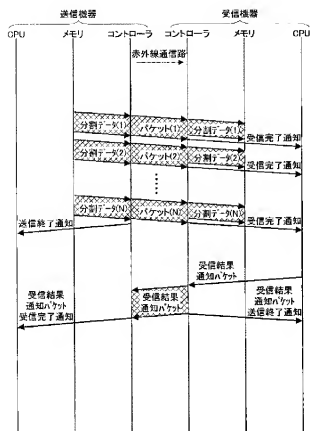 送信機器 受信機器
CPU メモリ コントローラ コントローラ メモリ CPU
赤外線通信路
分割データ(1) パケット(1) 分割データ(1)
受信完了通知
分割データ(2) パケット(2) 分割データ(2)
受信完了通知
分割データ(N) パケット(N) 分割データ(N)
送信終了通知 受信完了通知
受信結果
通知パケット
受信結果
通知パケット
受信完了通知
受信結果
通知パケット
受信結果
通知パケット
送信終了通知